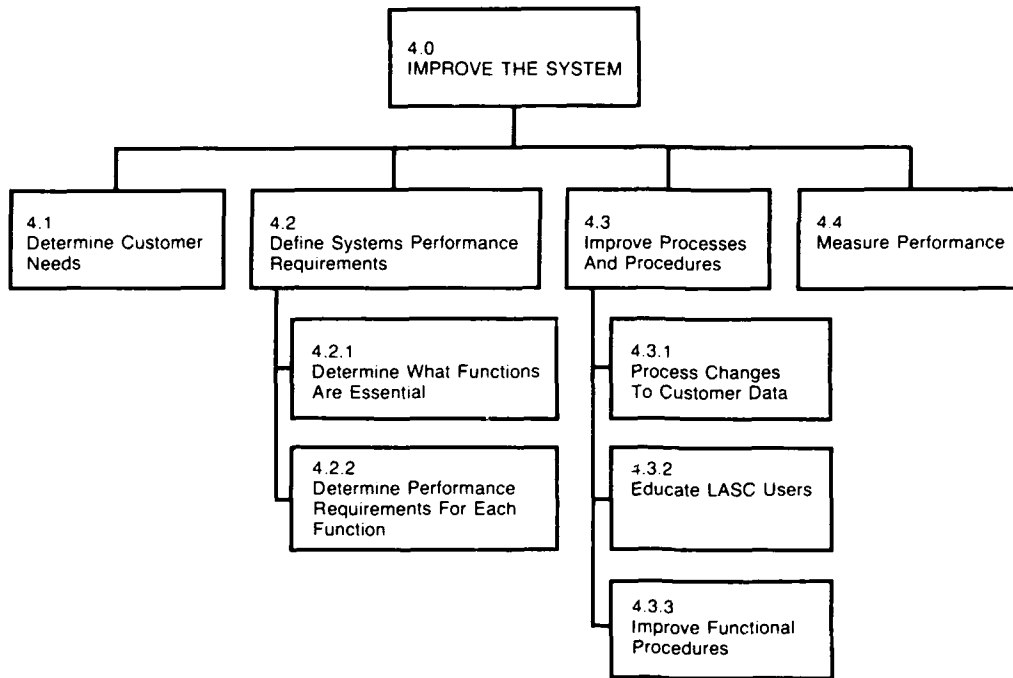 4.0
IMPROVE THE SYSTEM
4.1
Determine Customer
Needs
4.2
Define Systems Performance
Requirements
4.3
Improve Processes
And Procedures
4.4
Measure Performance
4.2.1
Determine What Functions
Are Essential
4.2.2
Determine Performance
Requirements For Each
Function
4.3.1
Process Changes
To Customer Data
4.3.2
Educate LASC Users
4.3.3
Improve Functional
Procedures